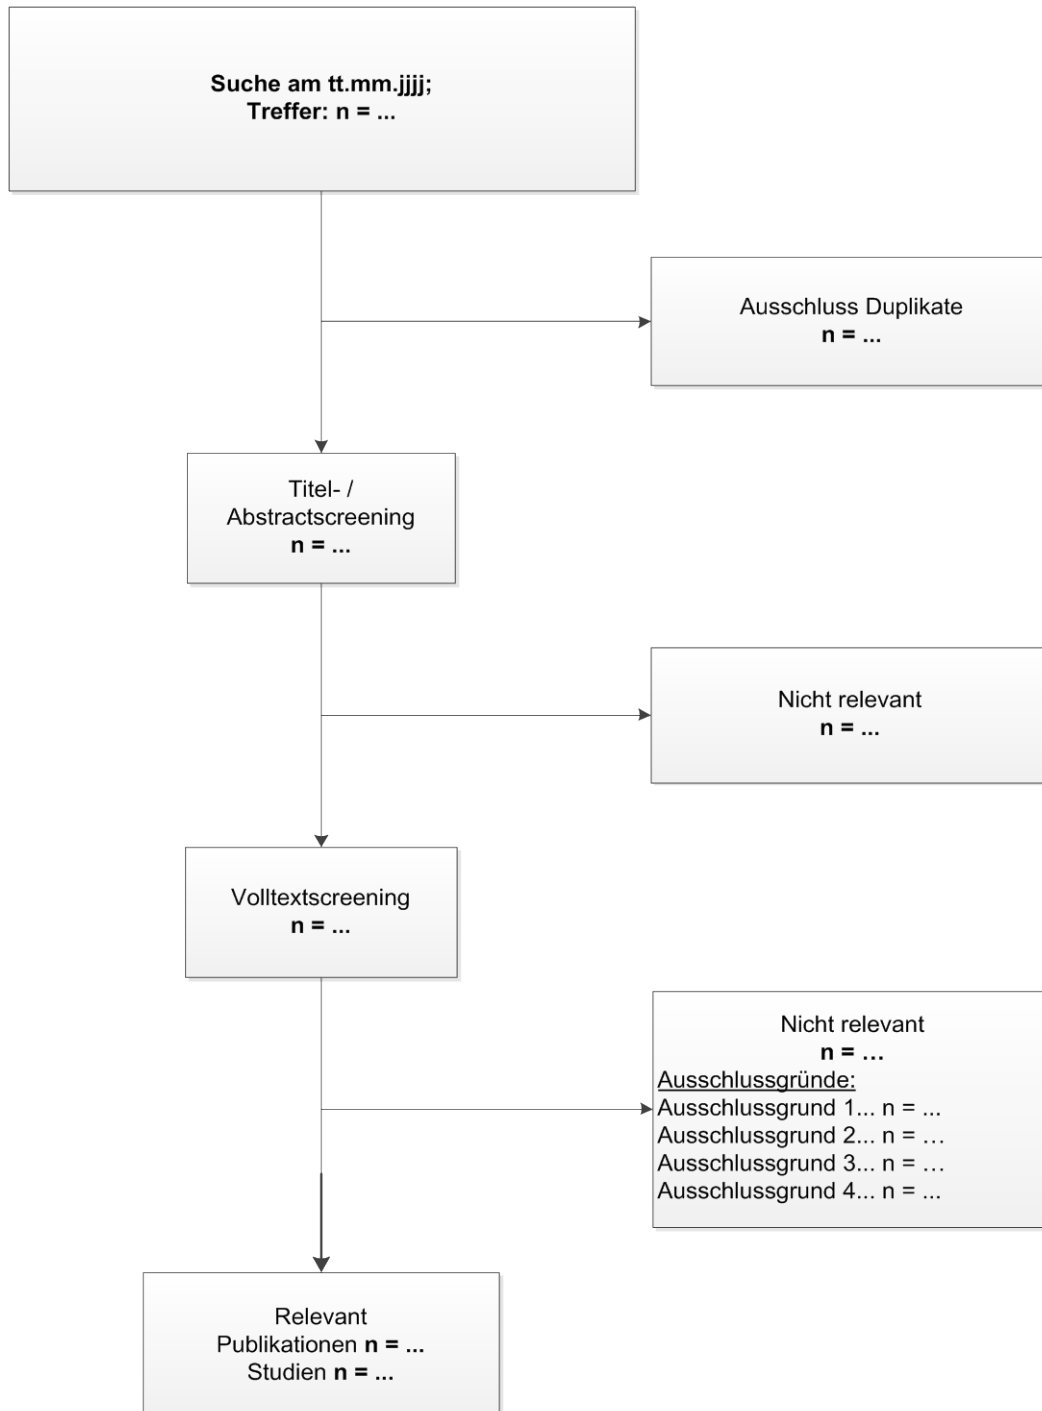 Suche am tt.mm.jjjj;
Treffer: n = ...
Ausschluss Duplikate
n = ...
Titel- /
Abstractscreening
n = ...
Nicht relevant
n = ...
Volltextscreening
n = ...
Nicht relevant
n = …
Ausschlussgründe:
Ausschlussgrund 1... n = ...
Ausschlussgrund 2... n = …
Ausschlussgrund 3... n = …
Ausschlussgrund 4... n = ...
Relevant
Publikationen n = ...
Studien n = ...